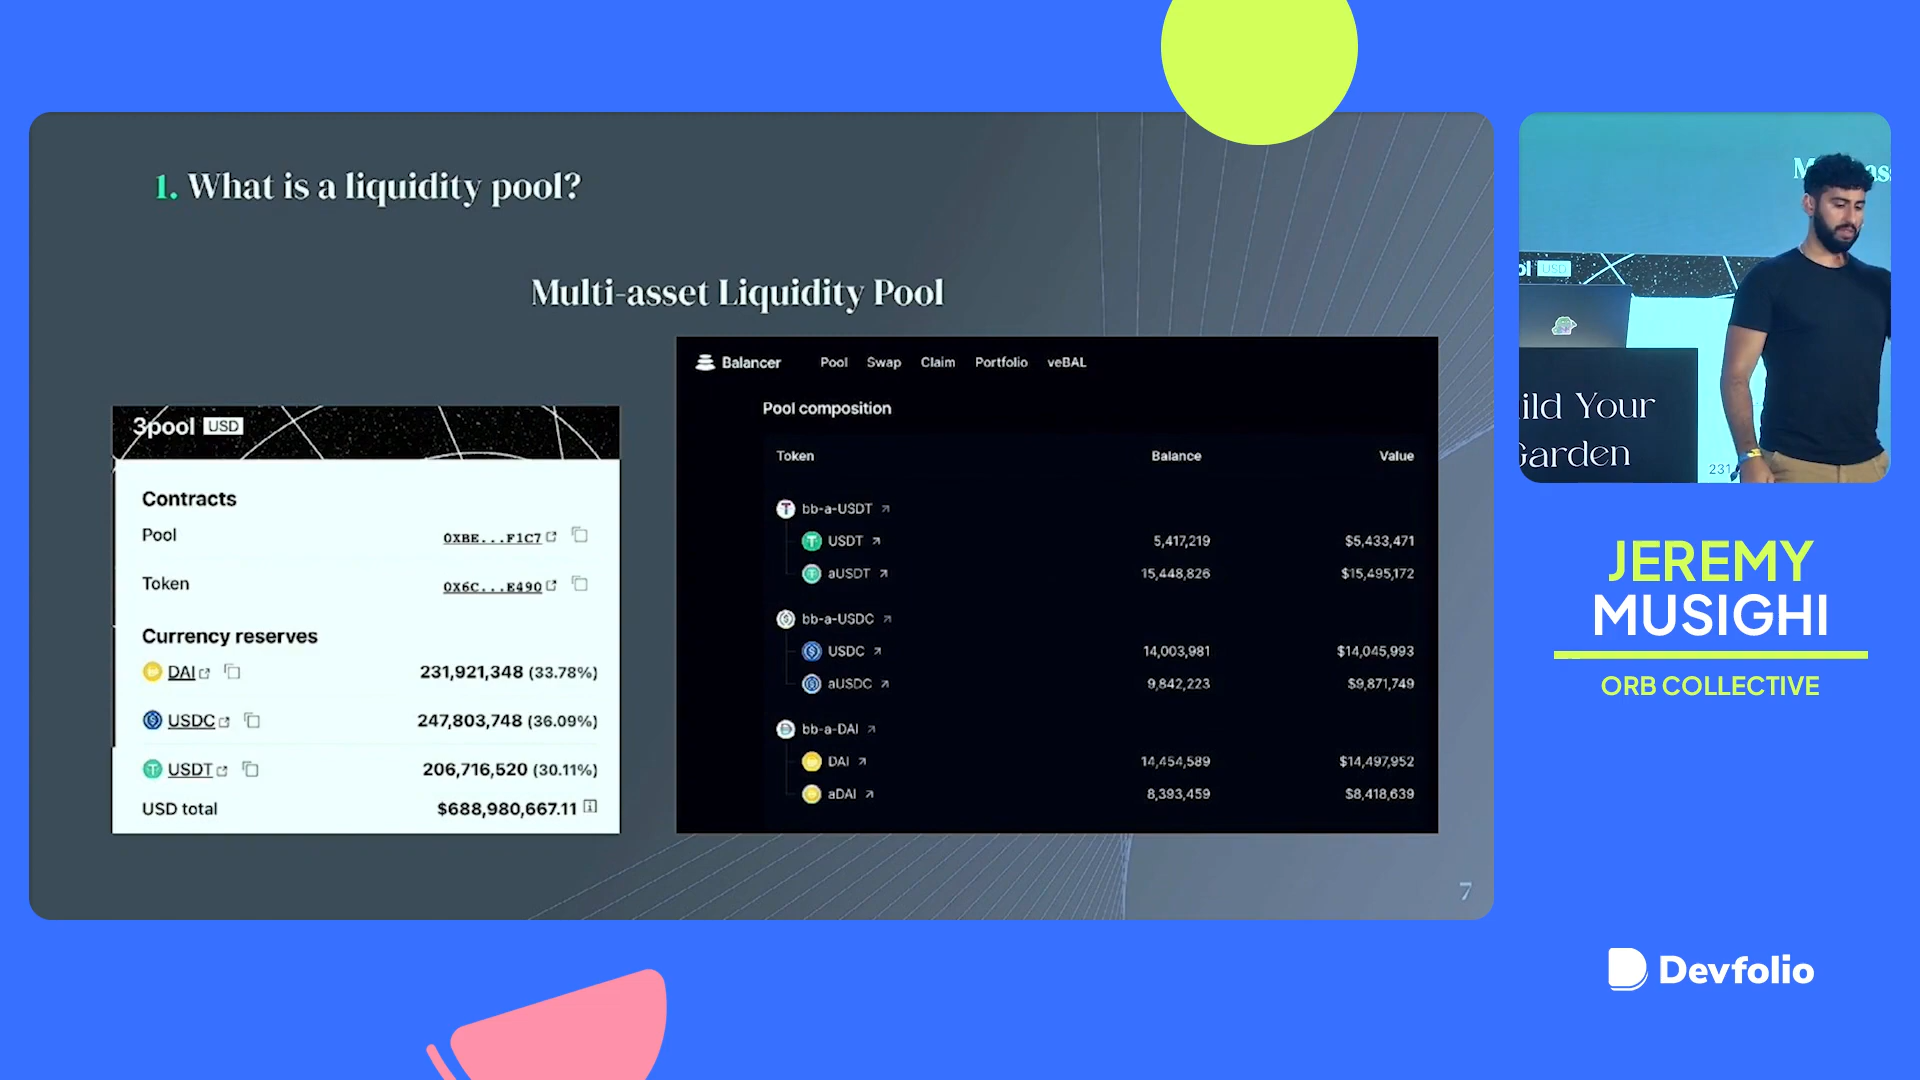 1. What is a liquidity pool?
Multi-asset Liquidity Pool
3pool USD
Contracts
Pool 0XBE...F1C7
Token 0X6C...E490
Currency reserves
DAI 231,921,348 (33.78%)
USDC 247,803,748 (36.09%)
USDT 206,716,520 (30.11%)
USD total $688,980,667.11
Balancer Pool Swap Claim Portfolio veBAL
Pool composition
Token Balance Value
bb-a-USDT
USDT 5,417,219 $5,433,471
aUSDT 15,448,826 $15,495,172
bb-a-USDC
USDC 14,003,981 $14,045,993
aUSDC 9,842,223 $9,871,749
bb-a-DAI
DAI 14,454,589 $14,497,952
aDAI 8,393,459 $8,418,639
7
USD
ild Your
Garden
231
JEREMY
MUSIGHI
ORB COLLECTIVE
Devfolio